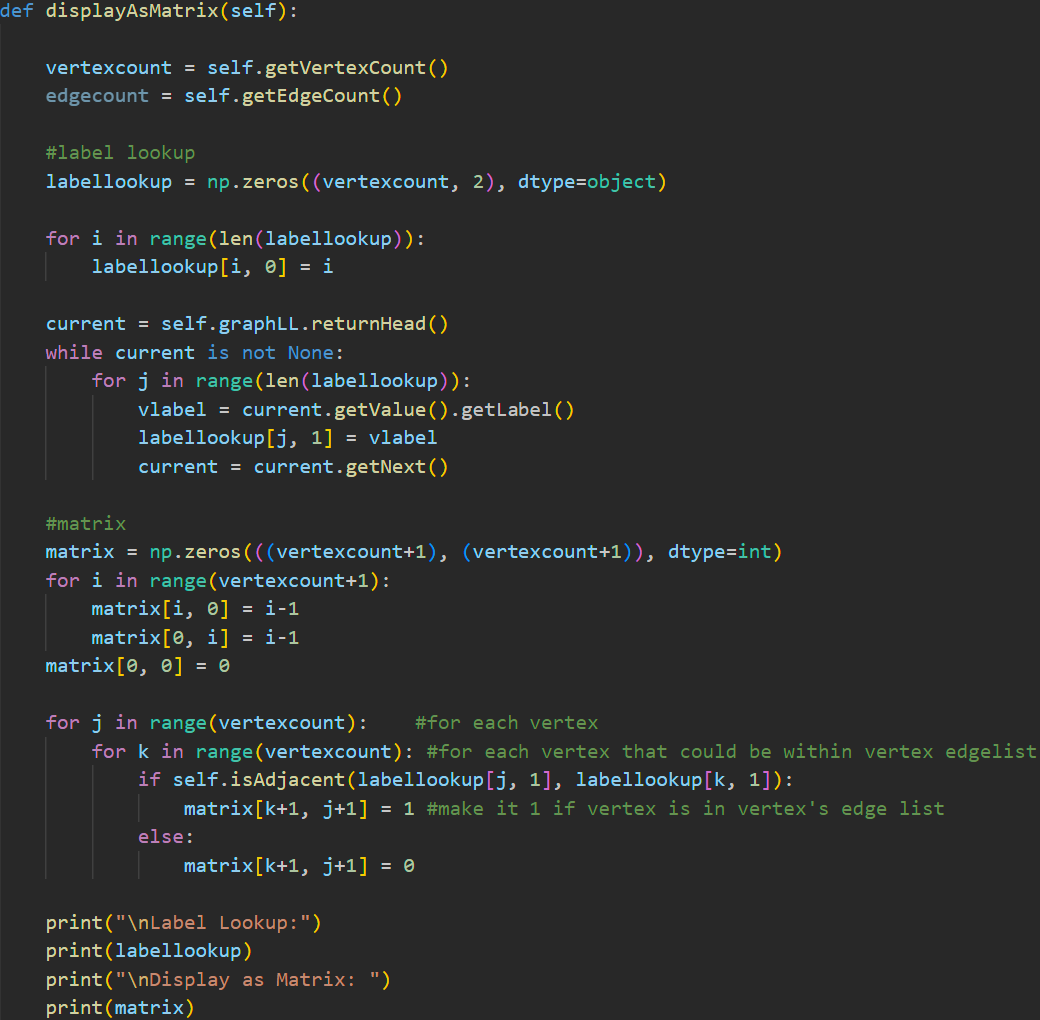 def displayAsMatrix(self):

    vertexcount = self.getVertexCount()
    edgecount = self.getEdgeCount()

    #label lookup
    labellookup = np.zeros((vertexcount, 2), dtype=object)

    for i in range(len(labellookup)):
        labellookup[i, 0] = i

    current = self.graphLL.returnHead()
    while current is not None:
        for j in range(len(labellookup)):
            vlabel = current.getValue().getLabel()
            labellookup[j, 1] = vlabel
            current = current.getNext()

    #matrix
    matrix = np.zeros(((vertexcount+1), (vertexcount+1)), dtype=int)
    for i in range(vertexcount+1):
        matrix[i, 0] = i-1
        matrix[0, i] = i-1
    matrix[0, 0] = 0

    for j in range(vertexcount):    #for each vertex
        for k in range(vertexcount): #for each vertex that could be within vertex edgelist
            if self.isAdjacent(labellookup[j, 1], labellookup[k, 1]):
                matrix[k+1, j+1] = 1 #make it 1 if vertex is in vertex's edge list
            else:
                matrix[k+1, j+1] = 0

    print("\nLabel Lookup:")
    print(labellookup)
    print("\nDisplay as Matrix: ")
    print(matrix)